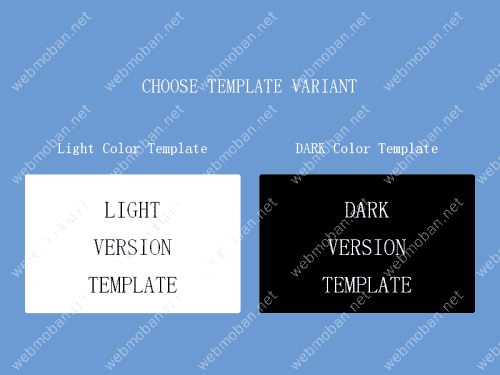 CHOOSE TEMPLATE VARIANT
Light Color Template
DARK Color Template
LIGHT
VERSION
TEMPLATE
DARK
VERSION
TEMPLATE
webmoban.net